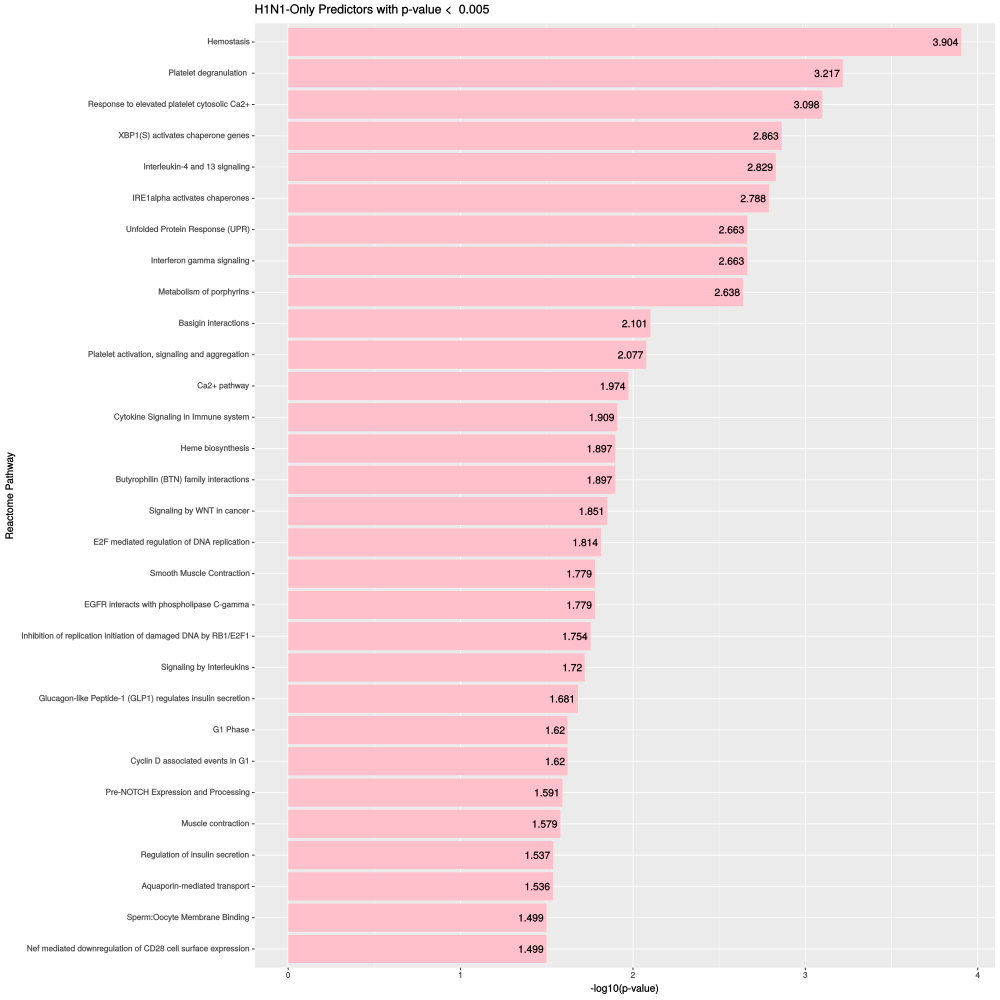 H1N1-Only Predictors with p-value < 0.005
Reactome Pathway
Hemostasis 3.904
Platelet degranulation 3.217
Response to elevated platelet cytosolic Ca2+ 3.098
XBP1(S) activates chaperone genes 2.863
Interleukin-4 and 13 signaling 2.829
IRE1alpha activates chaperones 2.788
Unfolded Protein Response (UPR) 2.663
Interferon gamma signaling 2.663
Metabolism of porphyrins 2.638
Basigin interactions 2.101
Platelet activation, signaling and aggregation 2.077
Ca2+ pathway 1.974
Cytokine Signaling in Immune system 1.909
Heme biosynthesis 1.897
Butyrophilin (BTN) family interactions 1.897
Signaling by WNT in cancer 1.851
E2F mediated regulation of DNA replication 1.814
Smooth Muscle Contraction 1.779
EGFR interacts with phospholipase C-gamma 1.779
Inhibition of replication initiation of damaged DNA by RB1/E2F1 1.754
Signaling by Interleukins 1.72
Glucagon-like Peptide-1 (GLP1) regulates insulin secretion 1.681
G1 Phase 1.62
Cyclin D associated events in G1 1.62
Pre-NOTCH Expression and Processing 1.591
Muscle contraction 1.579
Regulation of insulin secretion 1.537
Aquaporin-mediated transport 1.536
Sperm:Oocyte Membrane Binding 1.499
Nef mediated downregulation of CD28 cell surface expression 1.499
0 1 2 3 4
-log10(p-value)